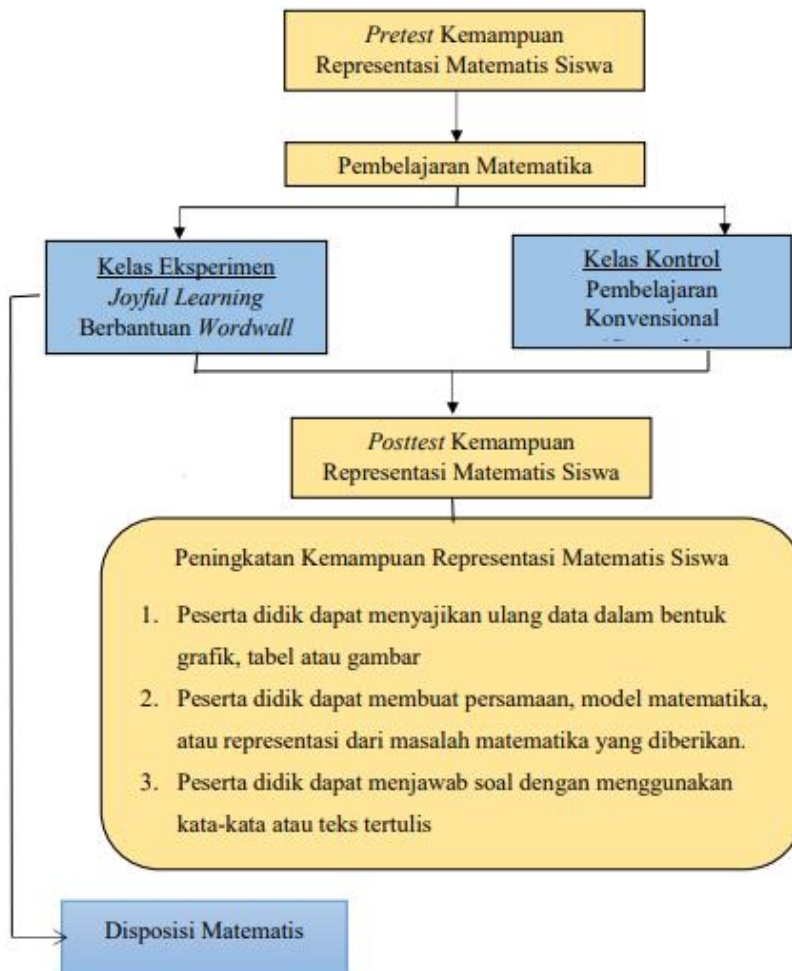 Pretest Kemampuan
Representasi Matematis Siswa
Pembelajaran Matematika
Kelas Eksperimen
Joyful Learning
Berbantuan Wordwall
Kelas Kontrol
Pembelajaran
Konvensional
Posttest Kemampuan
Representasi Matematis Siswa
Peningkatan Kemampuan Representasi Matematis Siswa
1. Peserta didik dapat menyajikan ulang data dalam bentuk
grafik, tabel atau gambar
2. Peserta didik dapat membuat persamaan, model matematika,
atau representasi dari masalah matematika yang diberikan.
3. Peserta didik dapat menjawab soal dengan menggunakan
kata-kata atau teks tertulis
Disposisi Matematis